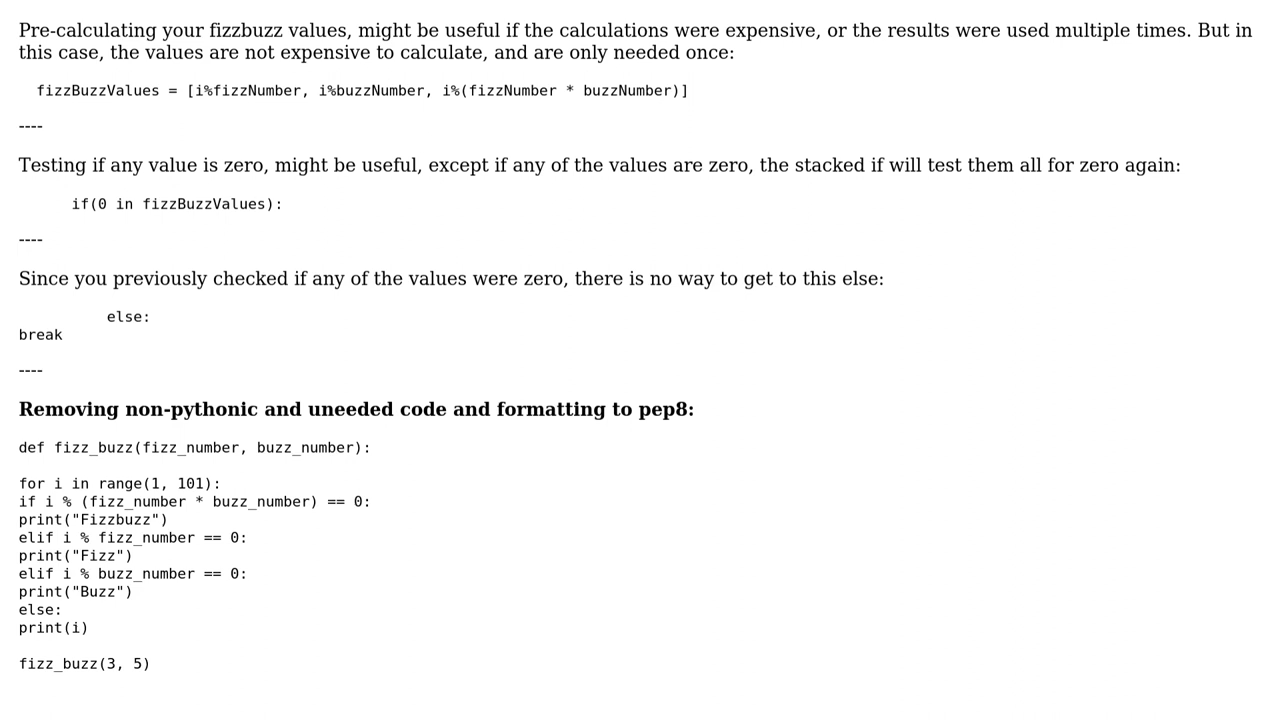 Pre-calculating your fizzbuzz values, might be useful if the calculations were expensive, or the results were used multiple times. But in
this case, the values are not expensive to calculate, and are only needed once:
fizzBuzzValues = [i%fizzNumber, i%buzzNumber, i%(fizzNumber * buzzNumber)]
----
Testing if any value is zero, might be useful, except if any of the values are zero, the stacked if will test them all for zero again:
if(0 in fizzBuzzValues):
----
Since you previously checked if any of the values were zero, there is no way to get to this else:
else:
break
----
Removing non-pythonic and uneeded code and formatting to pep8:
def fizz_buzz(fizz_number, buzz_number):
for i in range(1, 101):
if i % (fizz_number * buzz_number) == 0:
print("Fizzbuzz")
elif i % fizz_number == 0:
print("Fizz")
elif i % buzz_number == 0:
print("Buzz")
else:
print(i)
fizz_buzz(3, 5)